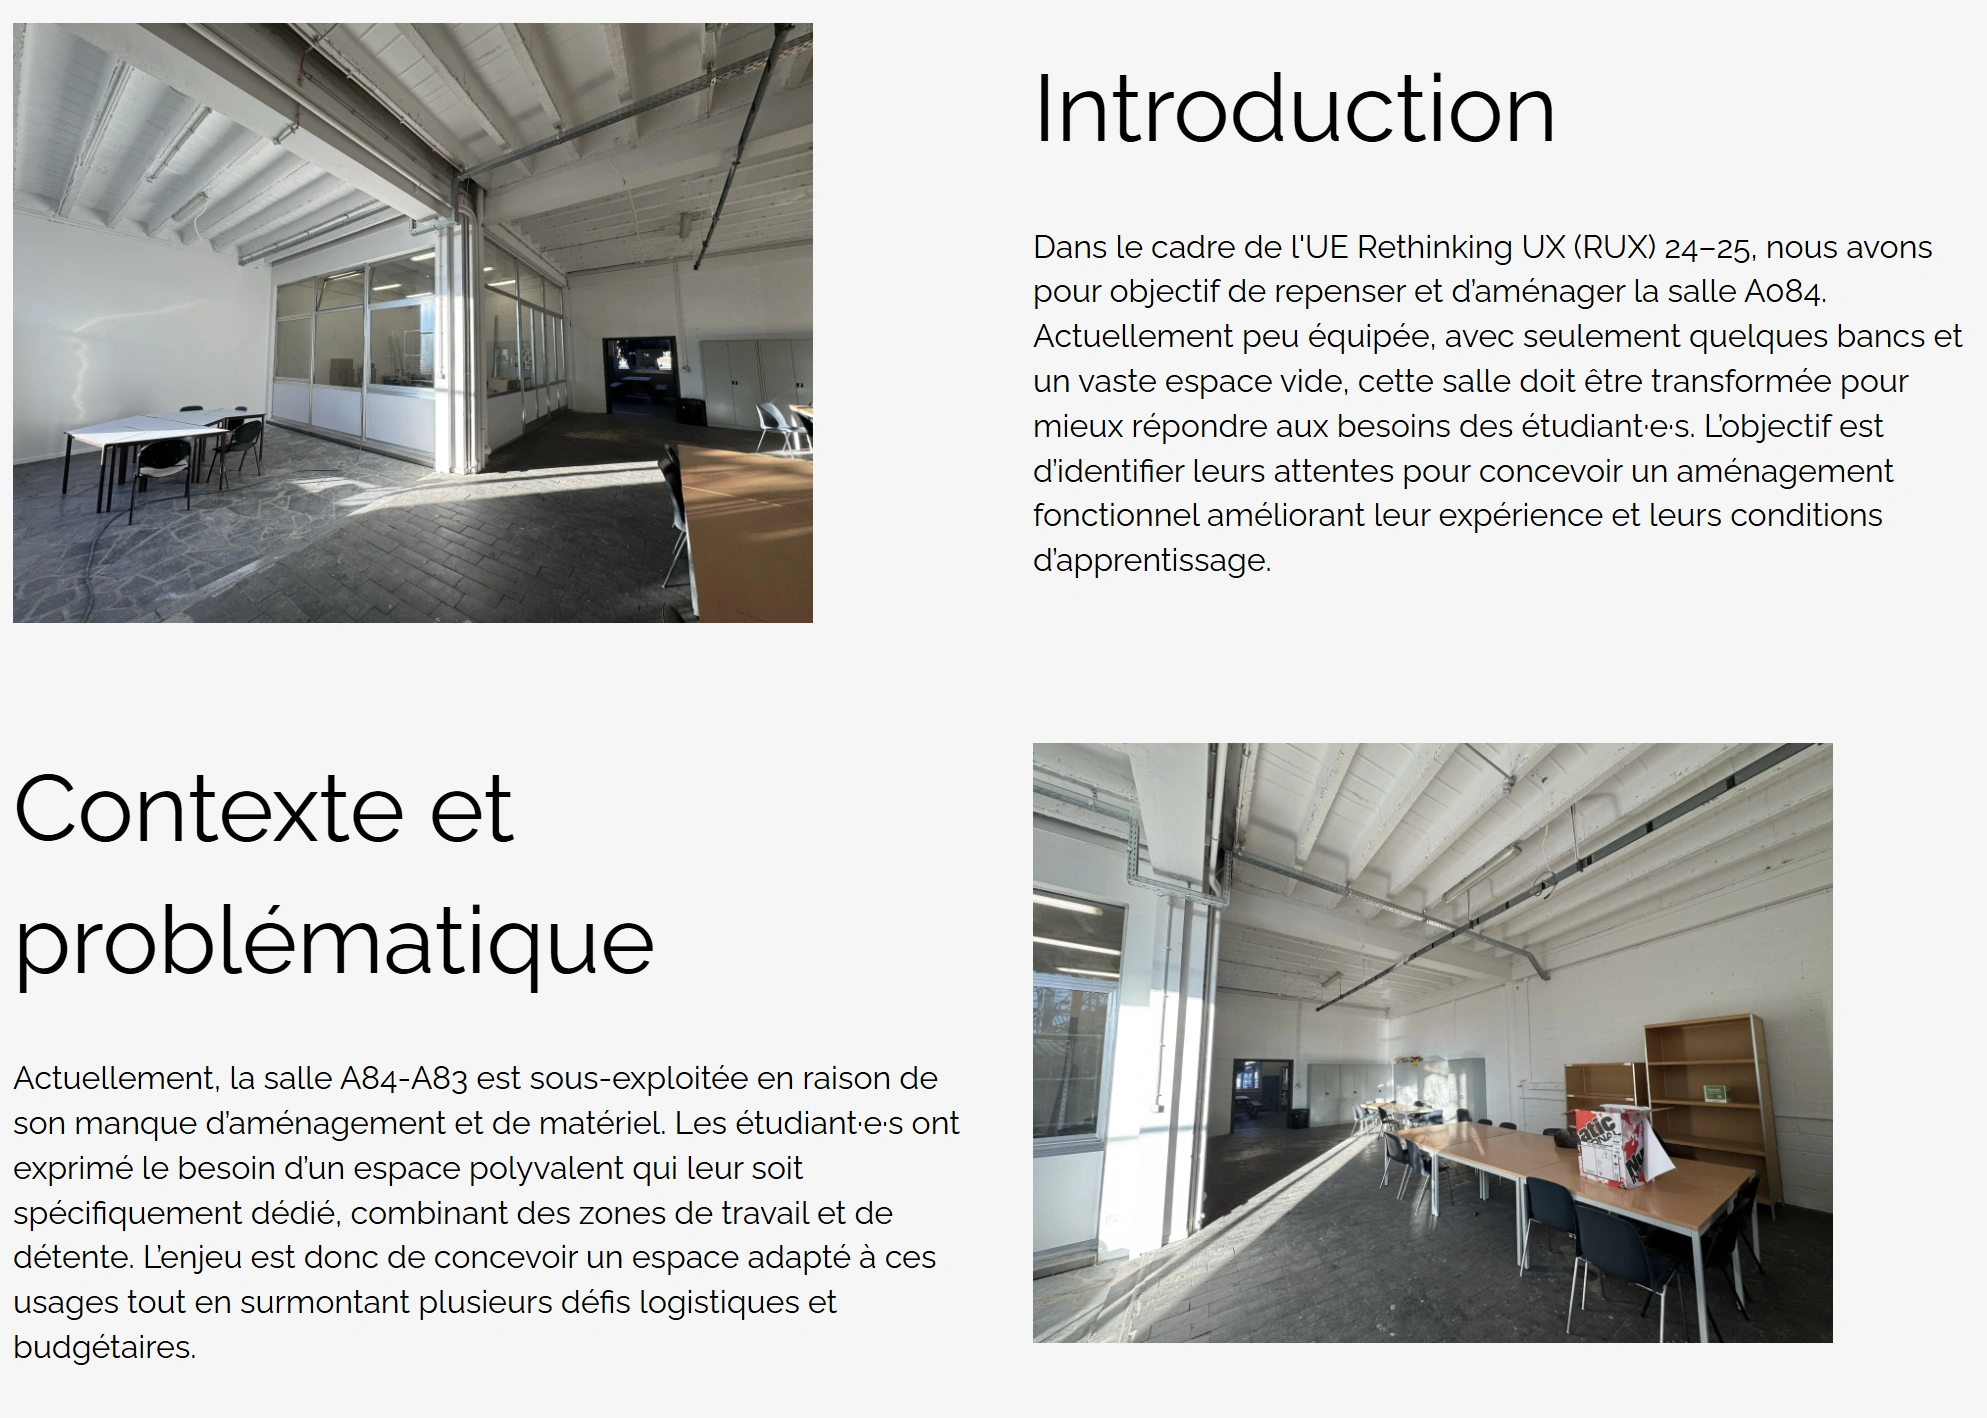 Introduction
Dans le cadre de l'UE Rethinking UX (RUX) 24–25, nous avons
pour objectif de repenser et d’aménager la salle A084.
Actuellement peu équipée, avec seulement quelques bancs et
un vaste espace vide, cette salle doit être transformée pour
mieux répondre aux besoins des étudiant·e·s. L’objectif est
d’identifier leurs attentes pour concevoir un aménagement
fonctionnel améliorant leur expérience et leurs conditions
d’apprentissage.
Contexte et
problématique
Actuellement, la salle A84-A83 est sous-exploitée en raison de
son manque d’aménagement et de matériel. Les étudiant·e·s ont
exprimé le besoin d’un espace polyvalent qui leur soit
spécifiquement dédié, combinant des zones de travail et de
détente. L’enjeu est donc de concevoir un espace adapté à ces
usages tout en surmontant plusieurs défis logistiques et
budgétaires.